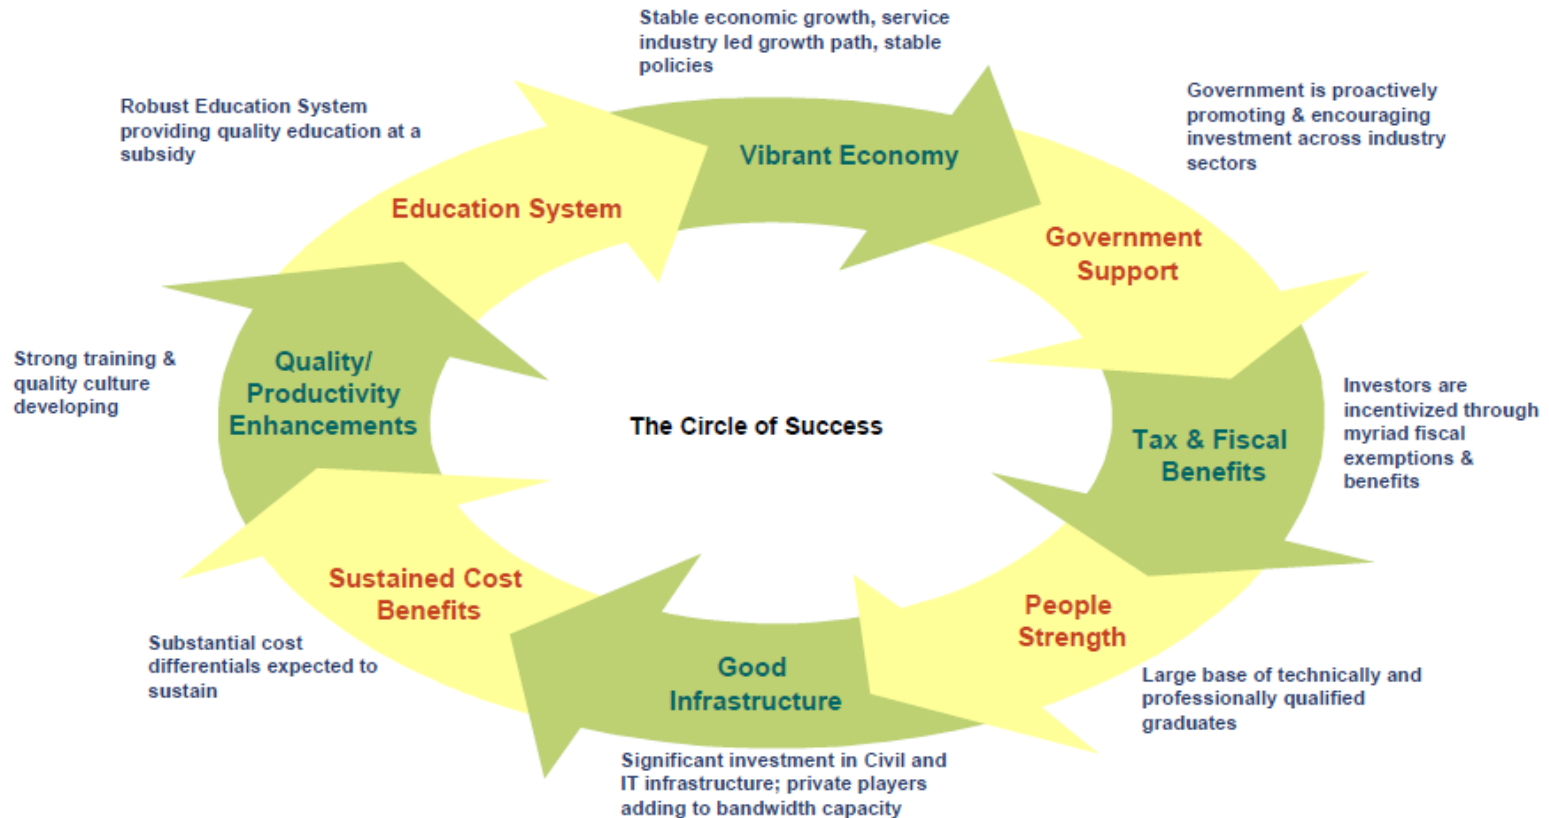 Stable economic growth, service
industry led growth path, stable
policies
Robust Education System
providing quality education at a
subsidy
Government is proactively
promoting & encouraging
investment across industry
sectors
Vibrant Economy
Education System
Government
Support
Strong training &
quality culture
developing
Quality/
Productivity
Enhancements
The Circle of Success
Tax & Fiscal
Benefits
Investors are
incentivized through
myriad fiscal
exemptions &
benefits
Sustained Cost
Benefits
People
Strength
Substantial cost
differentials expected to
sustain
Good
Infrastructure
Large base of technically and
professionally qualified
graduates
Significant investment in Civil and
IT infrastructure; private players
adding to bandwidth capacity